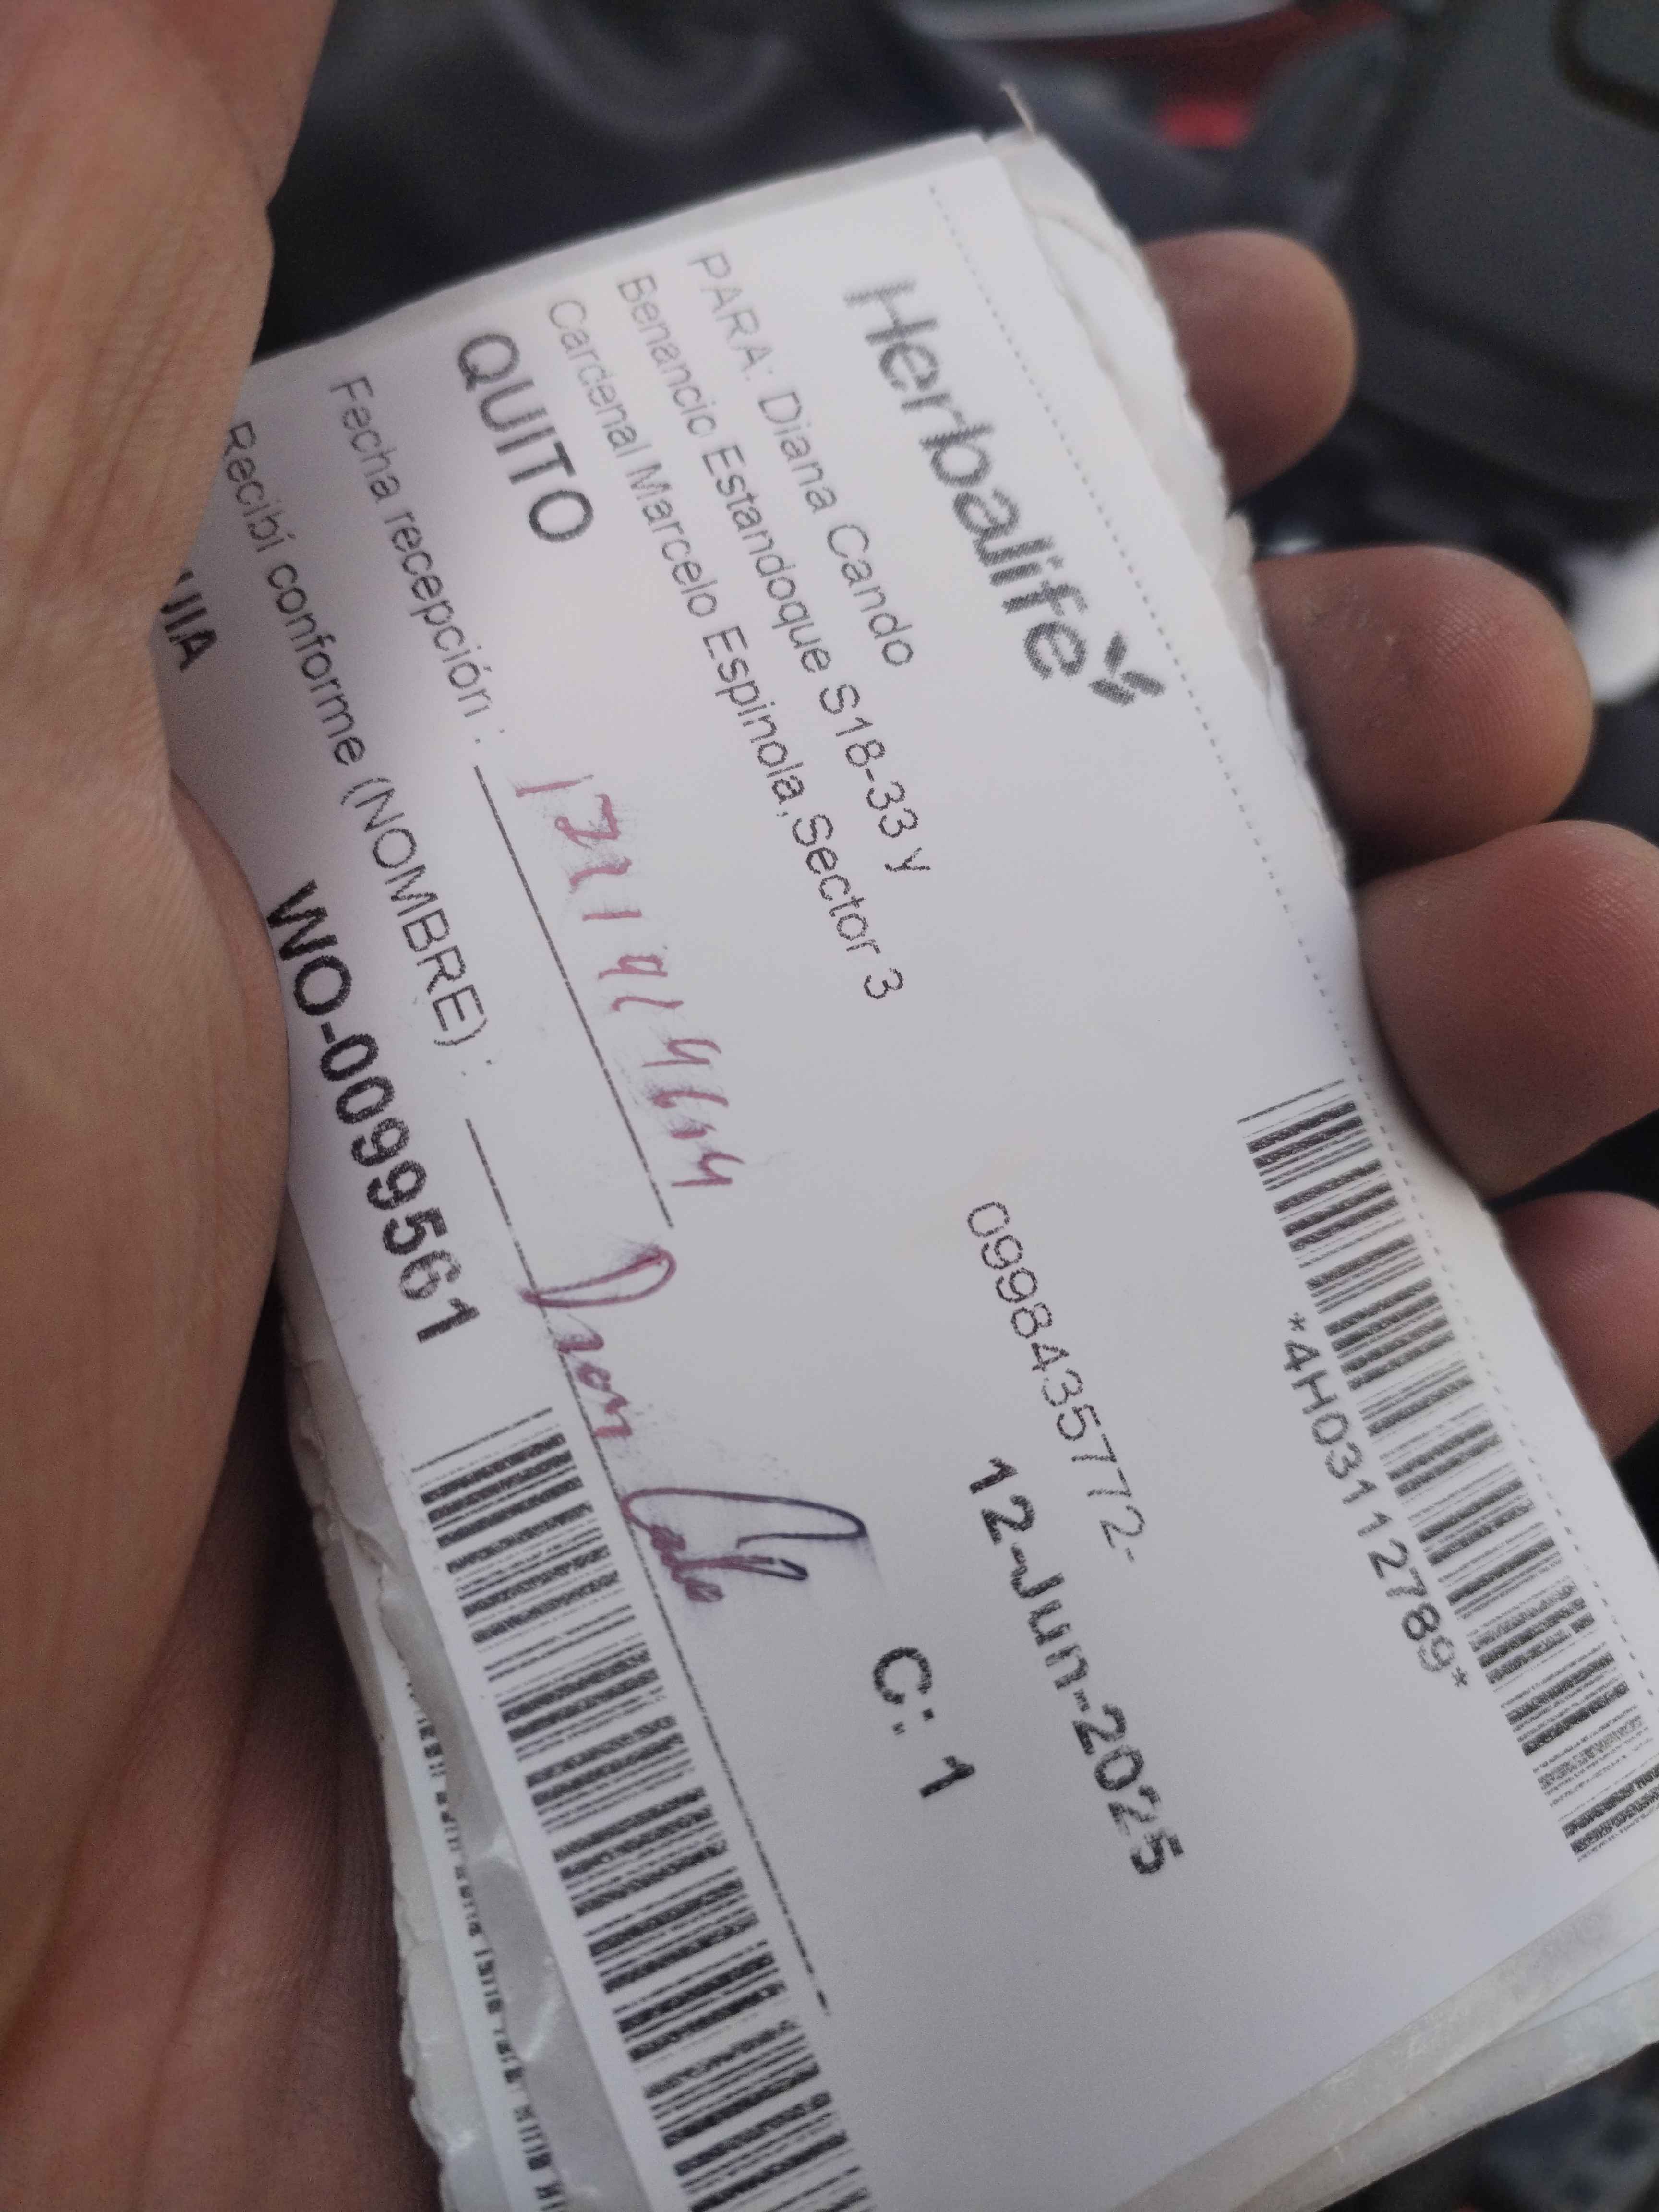 Herbalife
*4H03112789*
PARA: Diana Cando
0998435772-
Benancio Estandoque S18-33 y
Cardenal Marcelo Espinola,Sector 3
12-Jun-2025
QUITO
C: 1
Fecha recepción :
Recibí conforme (NOMBRE) :
WO-0099561